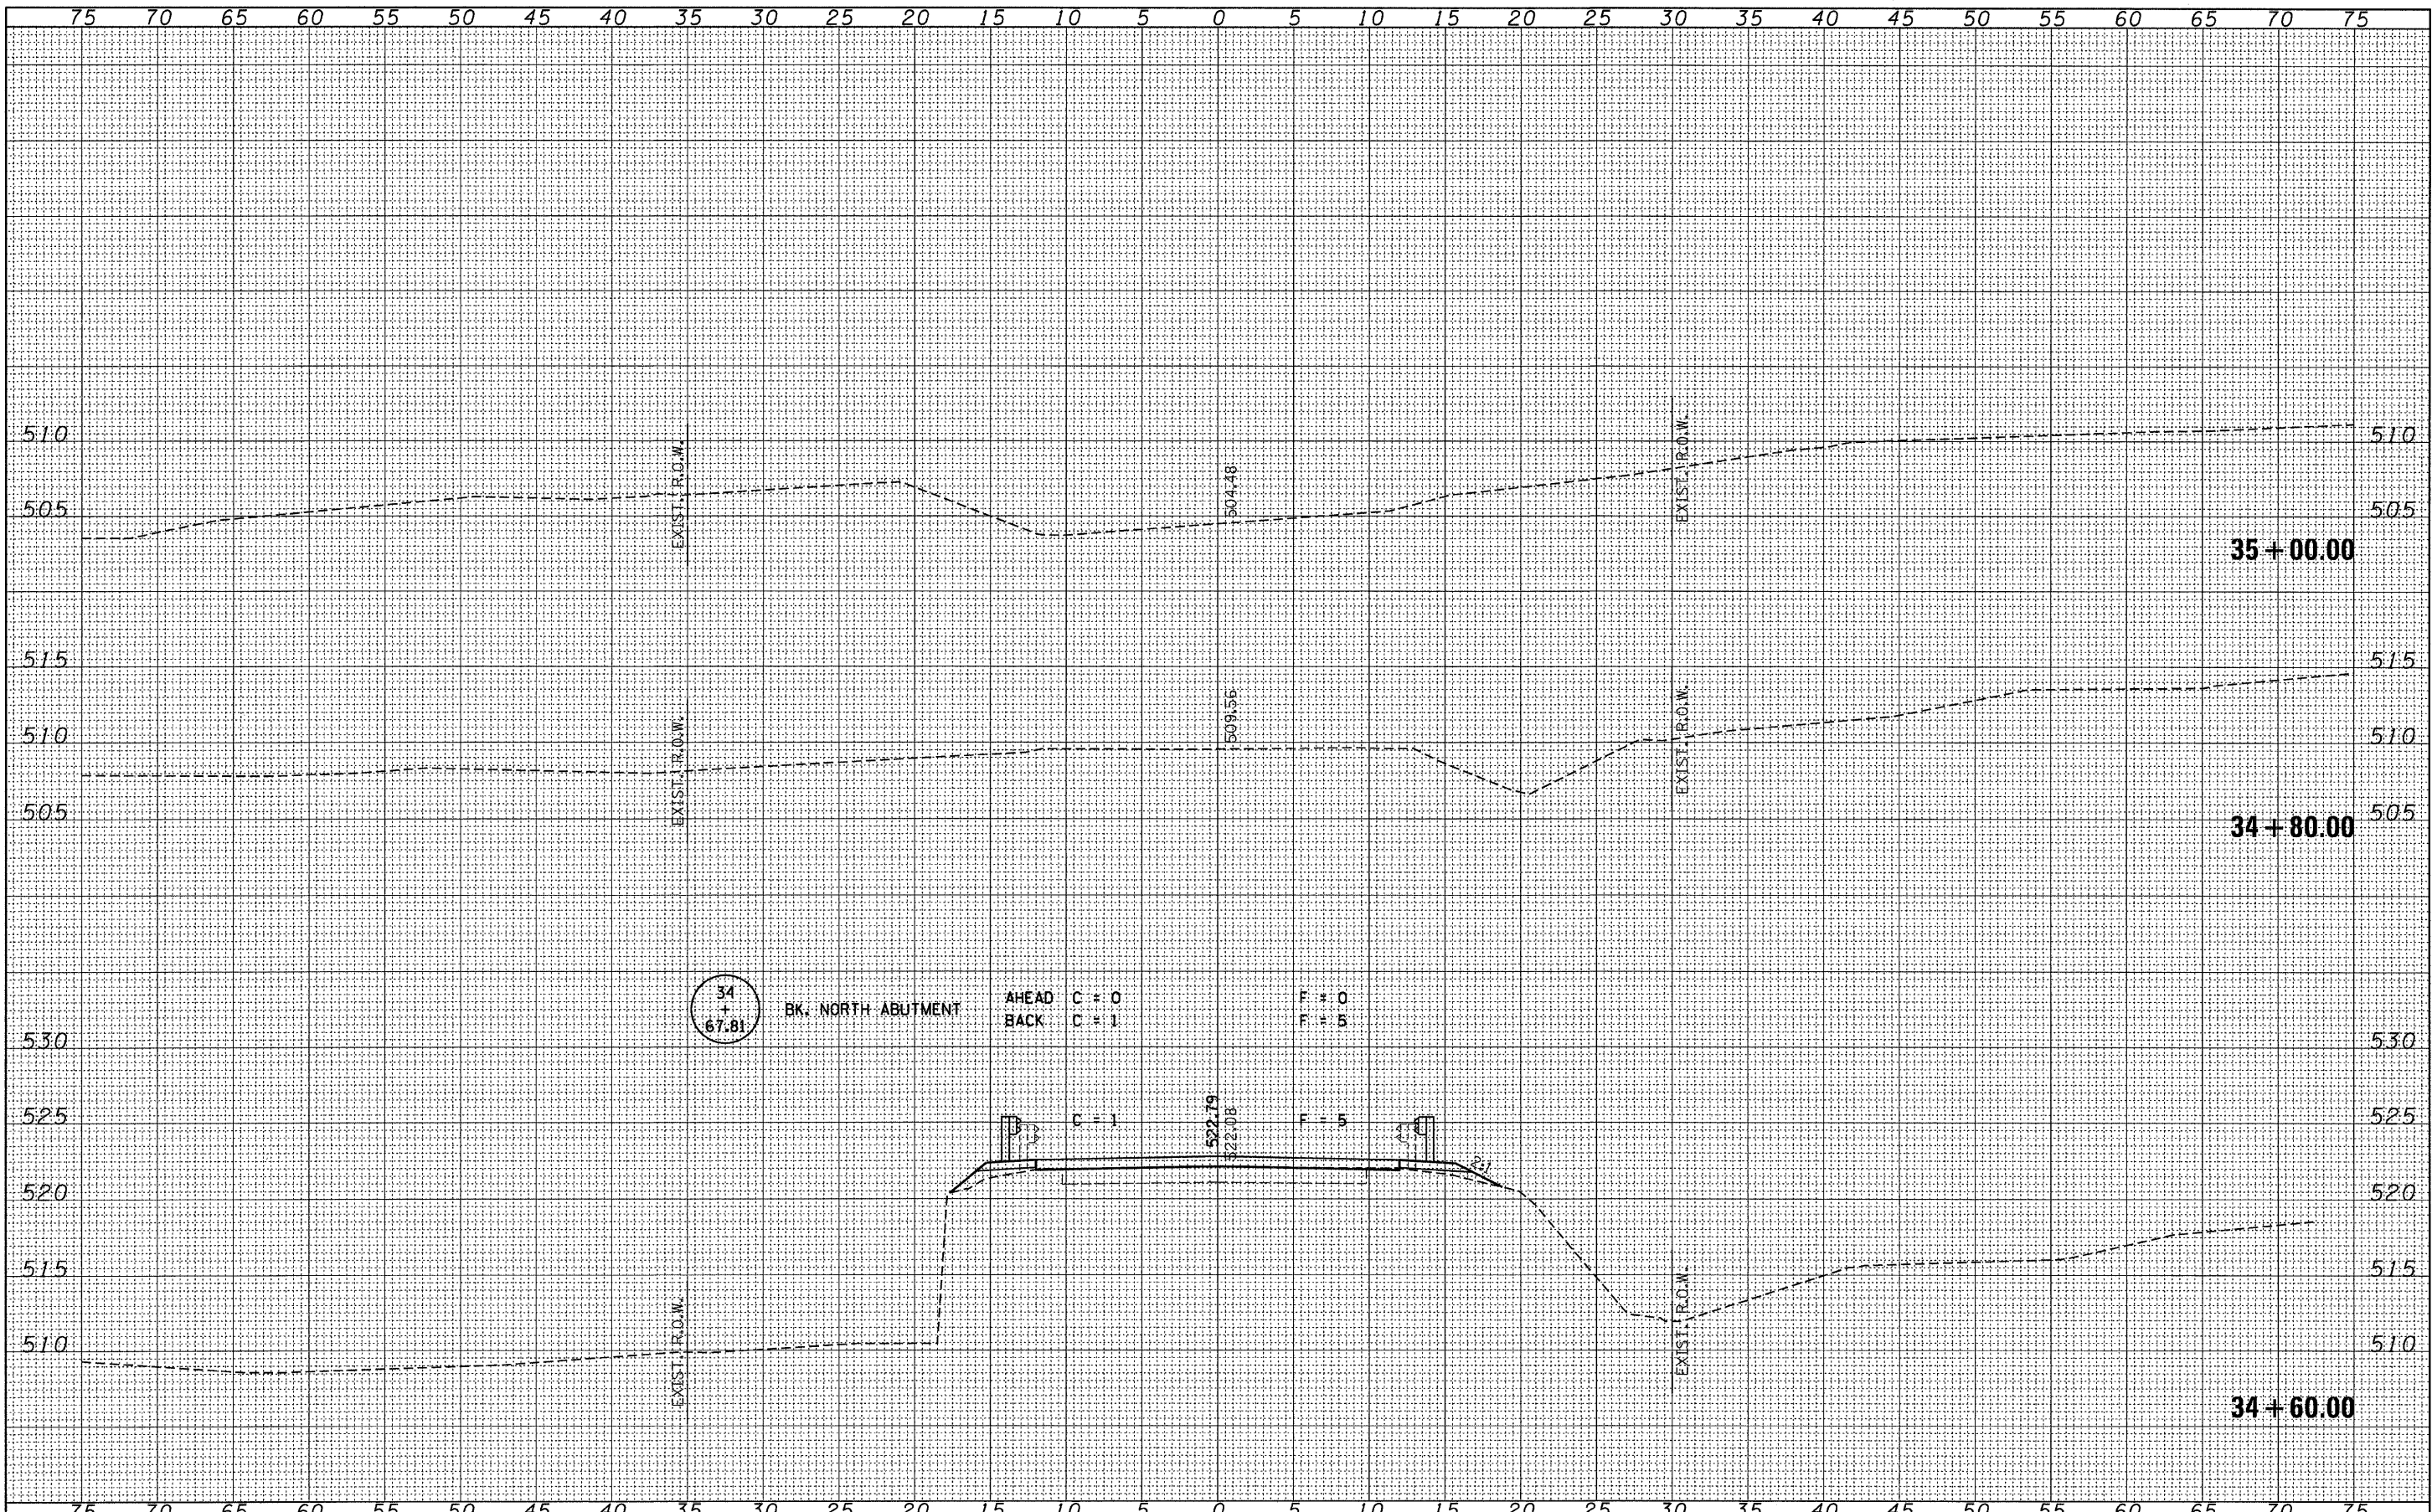 75 70 65 60 55 50 45 40 35 30 25 20 15 10 5 0 5 10 15 20 25 30 35 40 45 50 55 60 65 70 75
EXIST. R.O.W.
EXIST. R.O.W.
510 510
504.48
505 505
35+00.00
515 515
EXIST. R.O.W.
509.56
EXIST. R.O.W.
510 510
505 505
34+80.00
34
+
67.81
BK. NORTH ABUTMENT
AHEAD C = 0 F = 0
BACK C = 1 F = 5
530 530
525 525
C = 1 F = 5
522.79
522.08
2:1
520 520
515 515
EXIST. R.O.W.
EXIST. R.O.W.
510 510
34+60.00
75 70 65 60 55 50 45 40 35 30 25 20 15 10 5 0 5 10 15 20 25 30 35 40 45 50 55 60 65 70 75